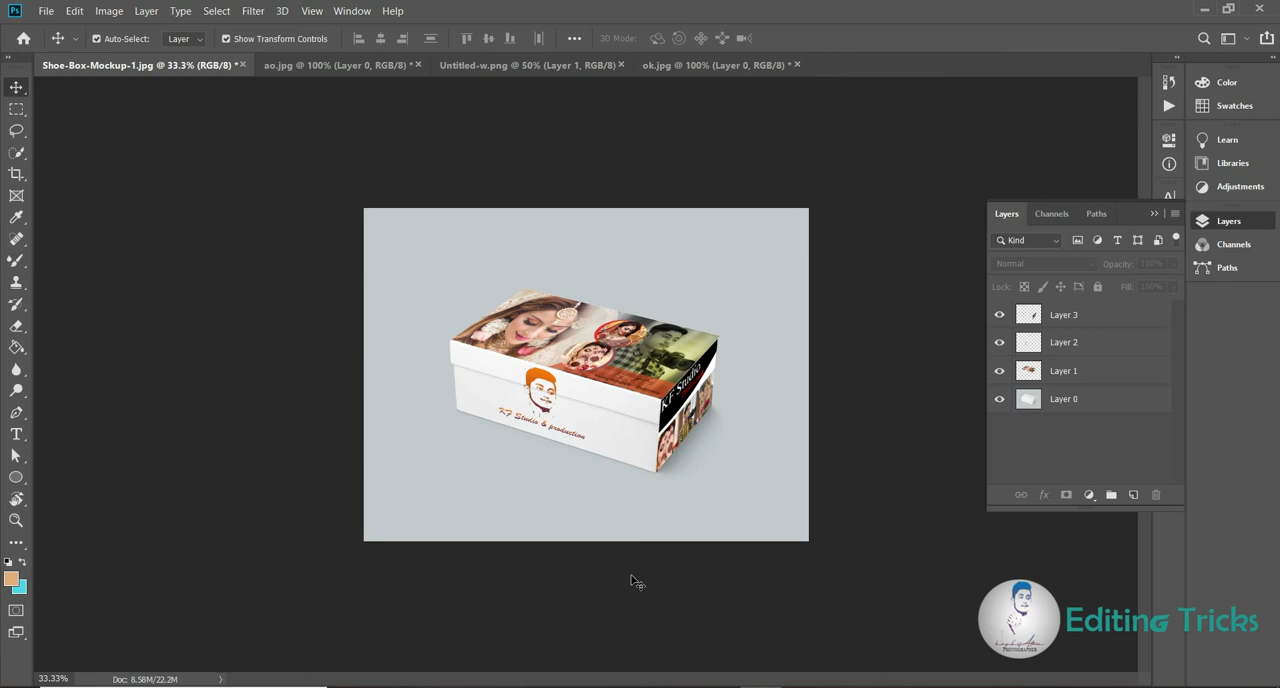 Ps File Edit Image Layer Type Select Filter 3D View Window Help
Auto-Select: Layer Show Transform Controls 3D Mode:
Shoe-Box-Mockup-1.jpg @ 33.3% (RGB/8) * ao.jpg @ 100% (Layer 0, RGB/8) * Untitled-w.png @ 50% (Layer 1, RGB/8) ok.jpg @ 100% (Layer 0, RGB/8) *
Color
Swatches
Learn
Libraries
Adjustments
Layers
Channels
Paths
Layers Channels Paths
Kind
Normal Opacity: 100%
Lock: Fill: 100%
Layer 3
Layer 2
Layer 1
Layer 0
KF Studio
KF Studio & production
Editing Tricks
PHOTOGRAPHER
33.33% Doc: 8.58M/22.2M